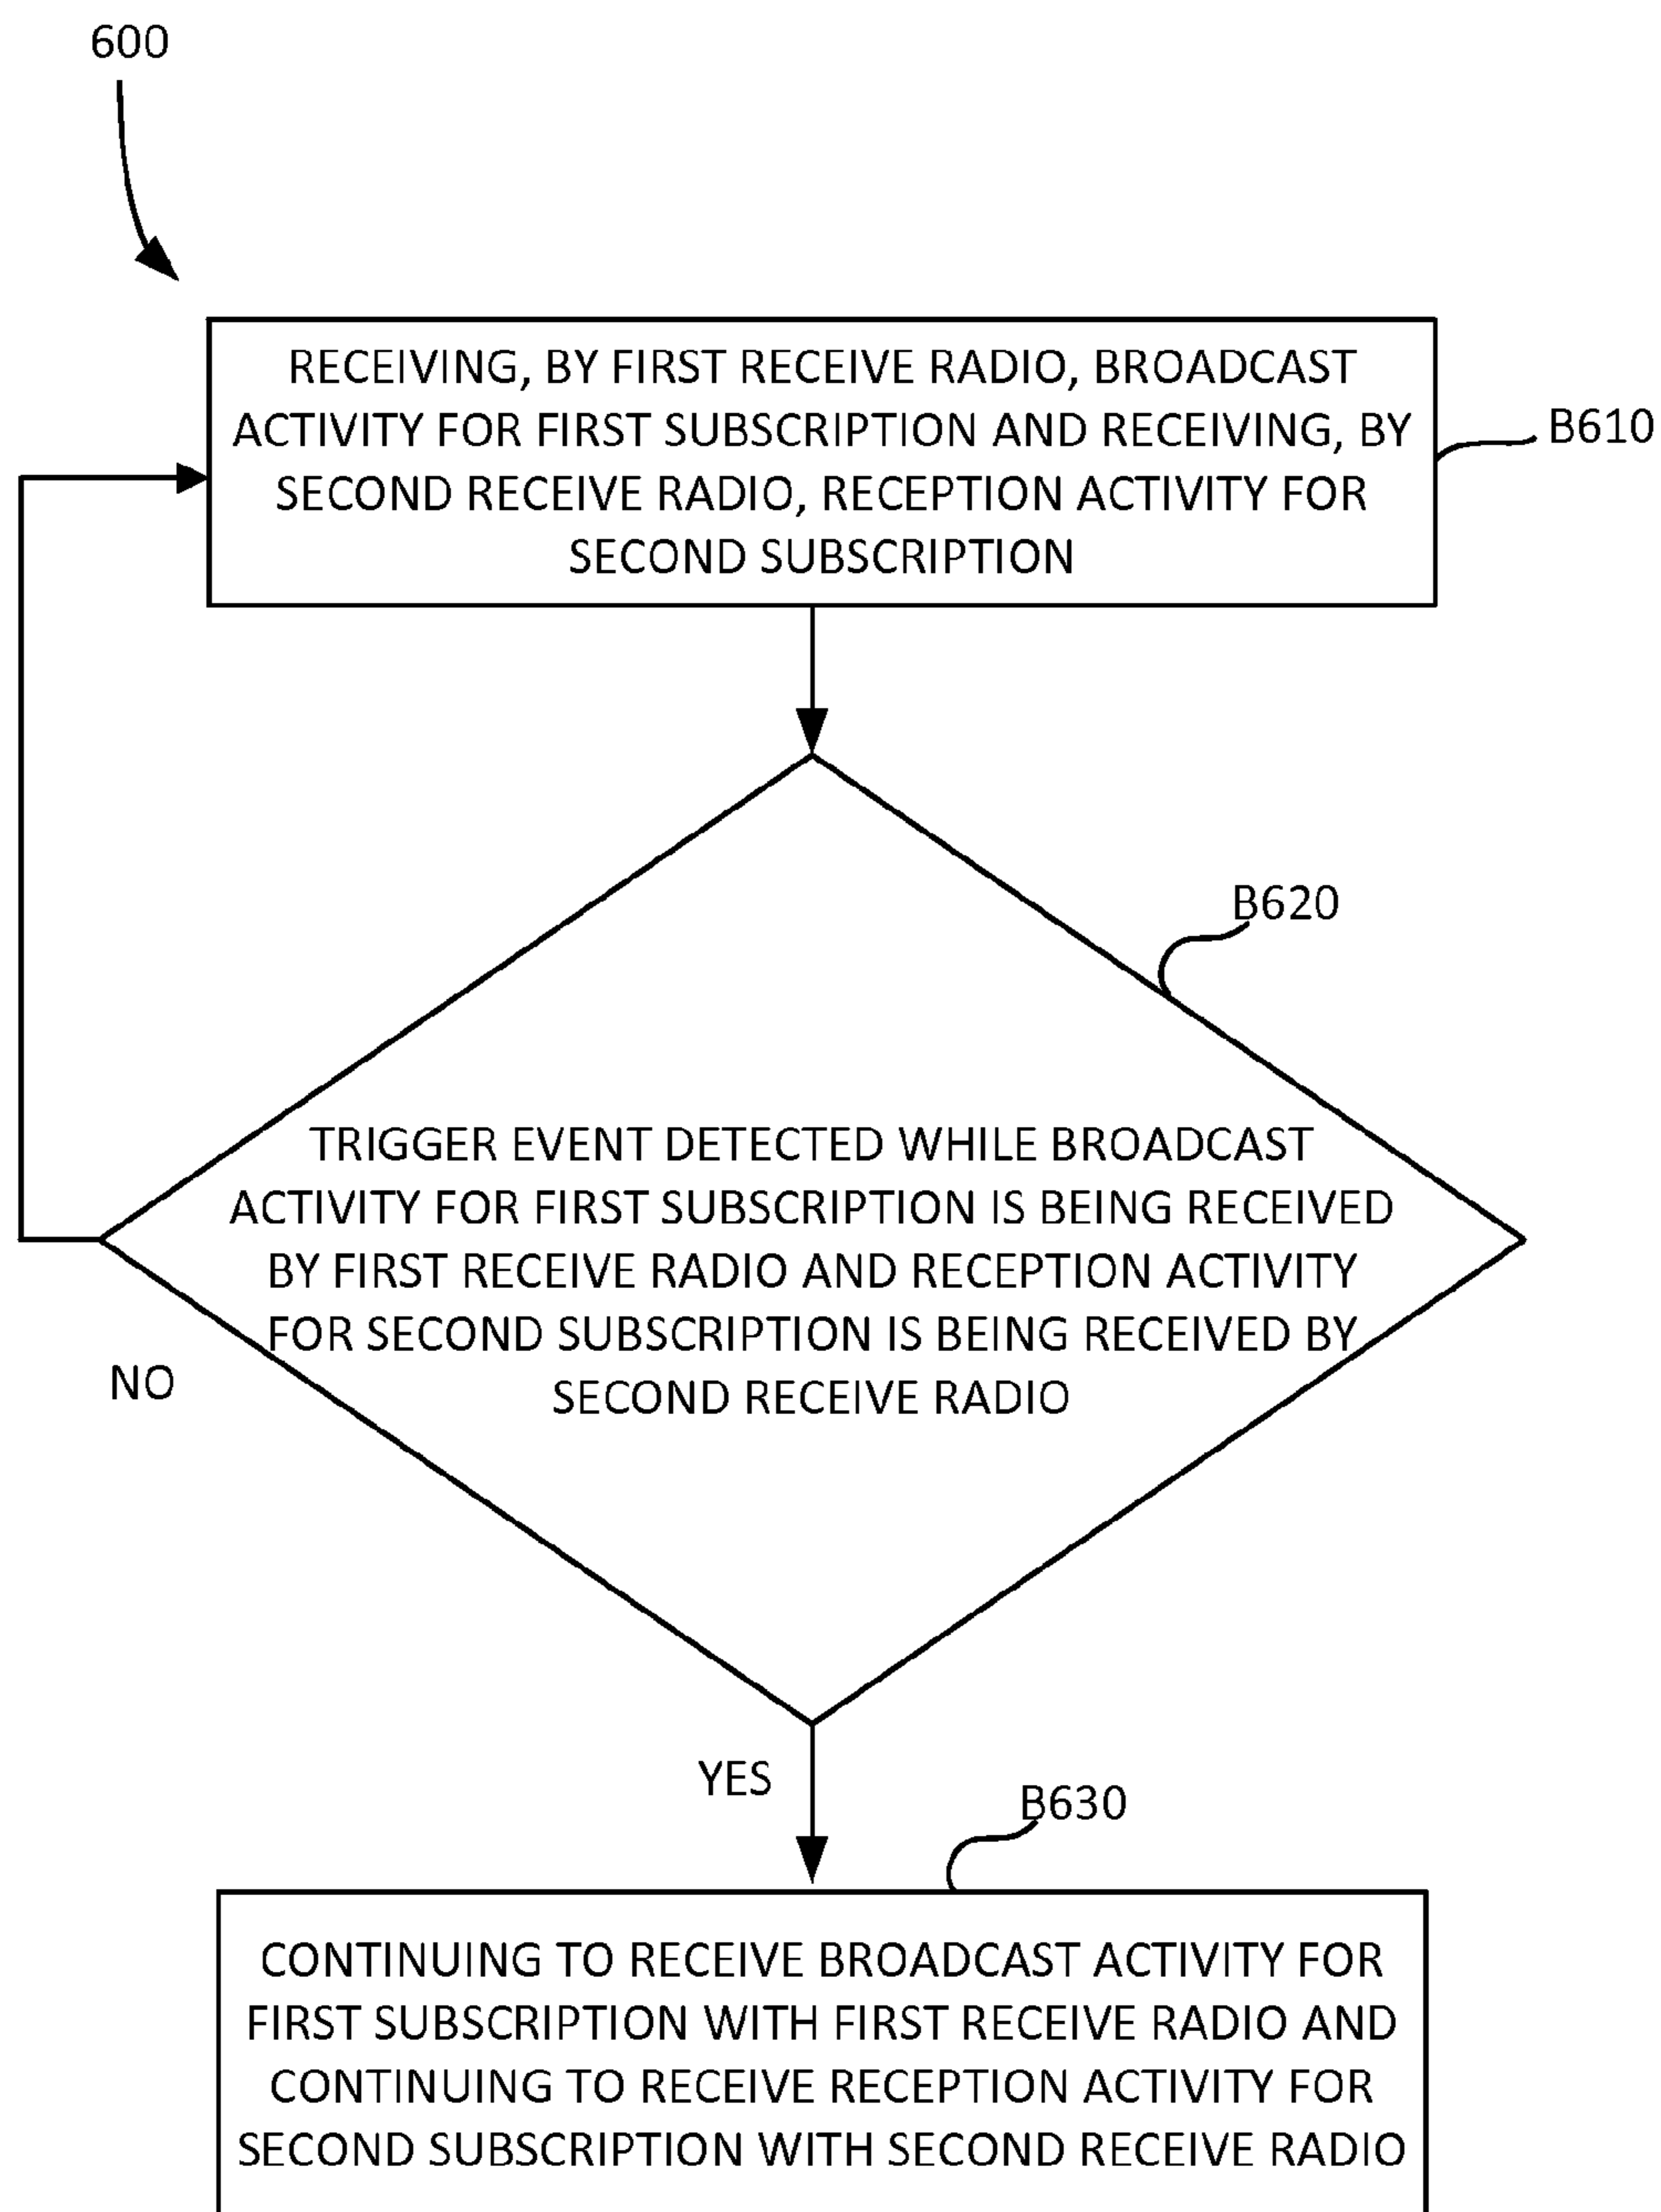 600
RECEIVING, BY FIRST RECEIVE RADIO, BROADCAST
ACTIVITY FOR FIRST SUBSCRIPTION AND RECEIVING, BY
SECOND RECEIVE RADIO, RECEPTION ACTIVITY FOR
SECOND SUBSCRIPTION
B610
B620
TRIGGER EVENT DETECTED WHILE BROADCAST
ACTIVITY FOR FIRST SUBSCRIPTION IS BEING RECEIVED
BY FIRST RECEIVE RADIO AND RECEPTION ACTIVITY
FOR SECOND SUBSCRIPTION IS BEING RECEIVED BY
SECOND RECEIVE RADIO
NO
YES
B630
CONTINUING TO RECEIVE BROADCAST ACTIVITY FOR
FIRST SUBSCRIPTION WITH FIRST RECEIVE RADIO AND
CONTINUING TO RECEIVE RECEPTION ACTIVITY FOR
SECOND SUBSCRIPTION WITH SECOND RECEIVE RADIO